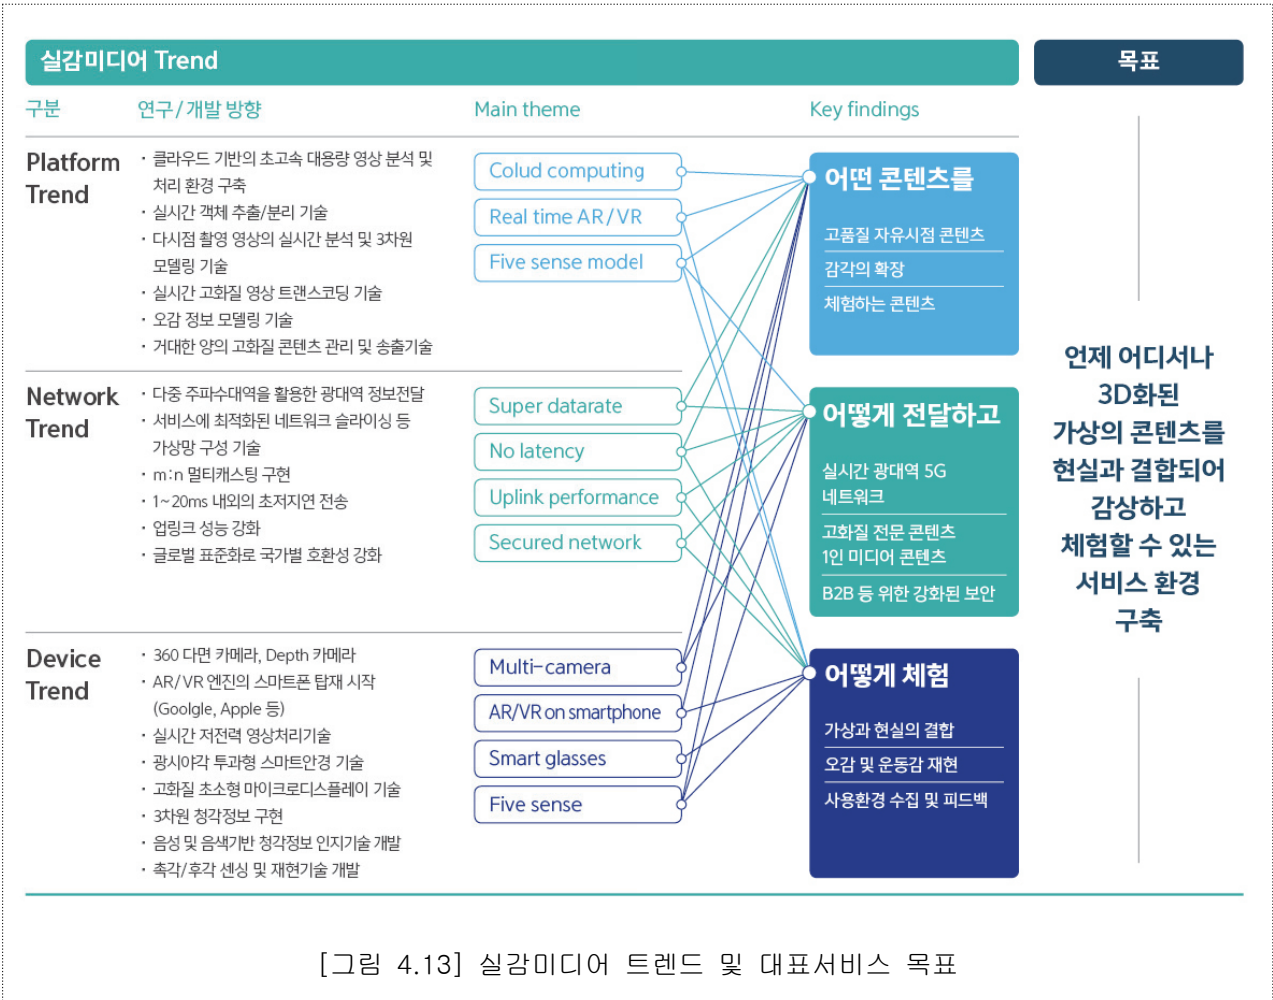 실감미디어 Trend
목표
구분
연구/개발 방향
Main theme
Key findings
Platform
Trend
· 클라우드 기반의 초고속 대용량 영상 분석 및
처리 환경 구축
· 실시간 객체 추출/분리 기술
· 다시점 촬영 영상의 실시간 분석 및 3차원
모델링 기술
· 실시간 고화질 영상 트랜스코딩 기술
· 오감 정보 모델링 기술
· 거대한 양의 고화질 콘텐츠 관리 및 송출기술
Colud computing
Real time AR/VR
Five sense model
어떤 콘텐츠를
고품질 자유시점 콘텐츠
감각의 확장
체험하는 콘텐츠
Network
Trend
· 다중 주파수대역을 활용한 광대역 정보전달
· 서비스에 최적화된 네트워크 슬라이싱 등
가상망 구성 기술
· m:n 멀티캐스팅 구현
· 1~20ms 내외의 초저지연 전송
· 업링크 성능 강화
· 글로벌 표준화로 국가별 호환성 강화
Super datarate
No latency
Uplink performance
Secured network
어떻게 전달하고
실시간 광대역 5G
네트워크
고화질 전문 콘텐츠
1인 미디어 콘텐츠
B2B 등 위한 강화된 보안
Device
Trend
· 360 다면 카메라, Depth 카메라
· AR/VR 엔진의 스마트폰 탑재 시작
(Goolgle, Apple 등)
· 실시간 저전력 영상처리기술
· 광시야각 투과형 스마트안경 기술
· 고화질 초소형 마이크로디스플레이 기술
· 3차원 청각정보 구현
· 음성 및 음색기반 청각정보 인지기술 개발
· 촉각/후각 센싱 및 재현기술 개발
Multi-camera
AR/VR on smartphone
Smart glasses
Five sense
어떻게 체험
가상과 현실의 결합
오감 및 운동감 재현
사용환경 수집 및 피드백
언제 어디서나
3D화된
가상의 콘텐츠를
현실과 결합되어
감상하고
체험할 수 있는
서비스 환경
구축
[그림 4.13] 실감미디어 트렌드 및 대표서비스 목표